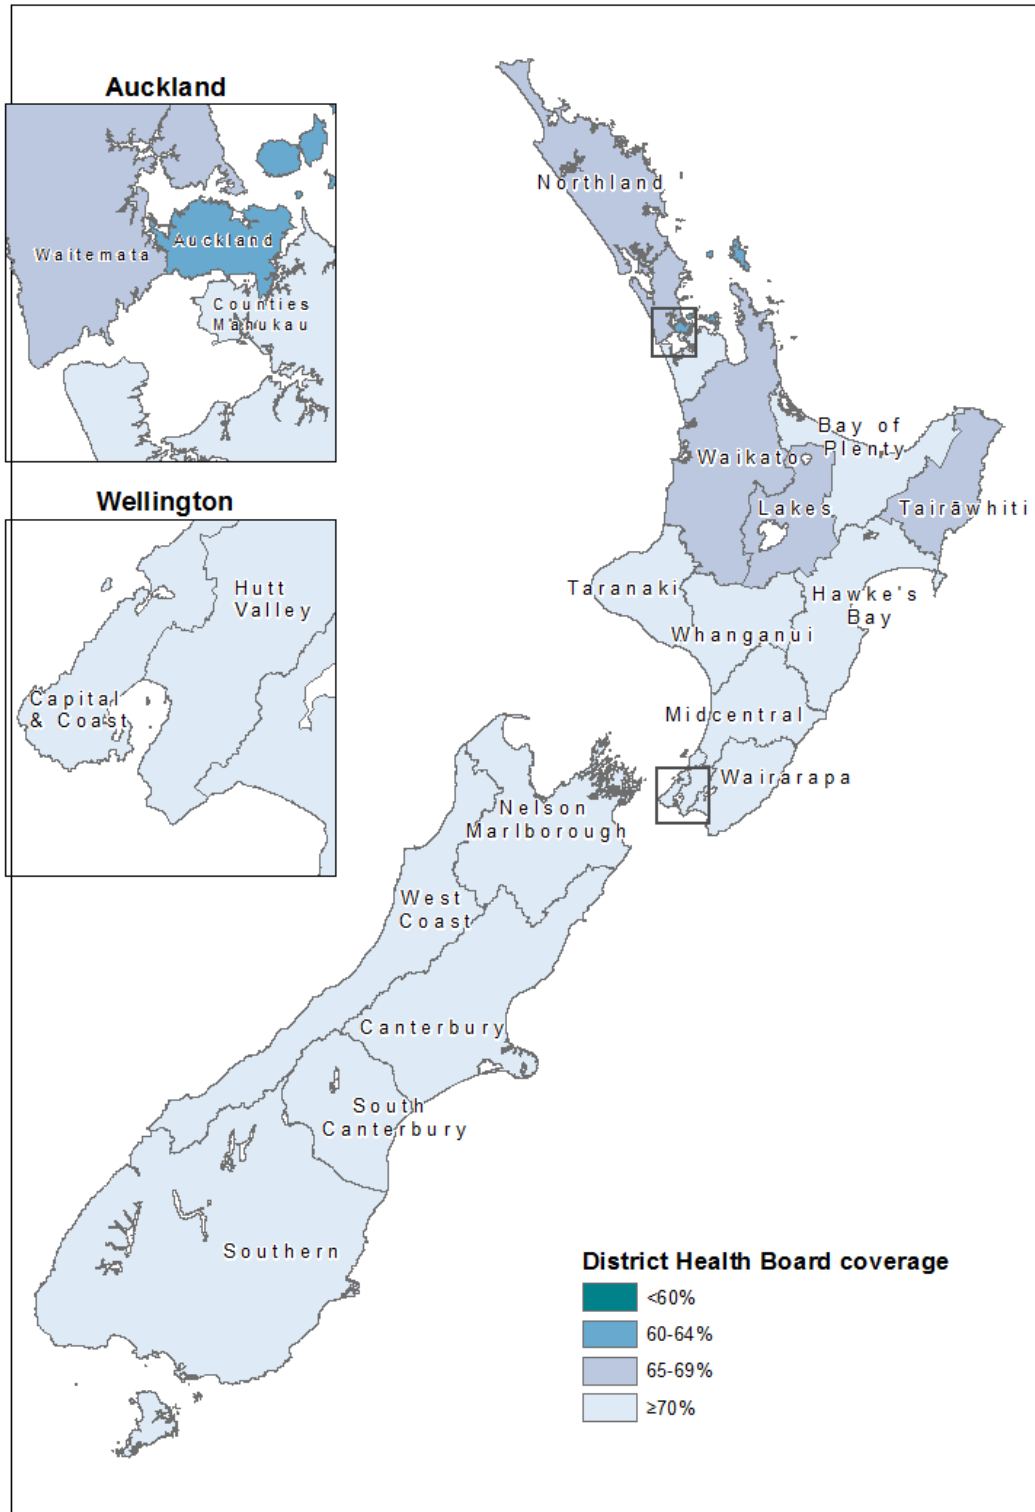 Auckland
Waitemata
Auckland
Counties
Manukau
Wellington
Hutt
Valley
Capital
& Coast
Northland
Waikato
Bay of
Plenty
Lakes
Tairāwhiti
Taranaki
Hawke's
Bay
Whanganui
Midcentral
Wairarapa
Nelson
Marlborough
West
Coast
Canterbury
South
Canterbury
Southern
District Health Board coverage
<60%
60-64%
65-69%
≥70%